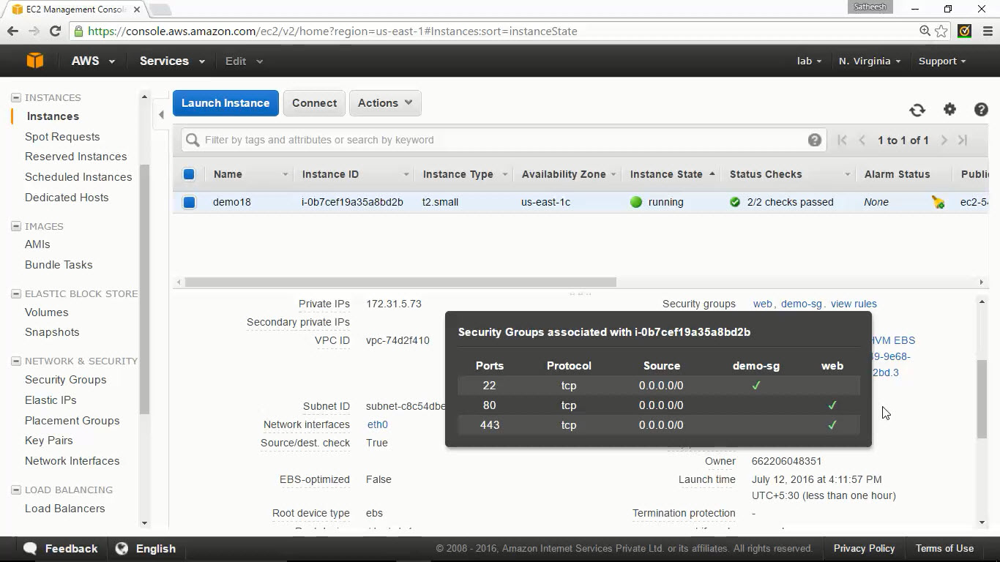 EC2 Management Conso
Satheesh
https://console.aws.amazon.com/ec2/v2/home?region=us-east-1#Instances:sort=instanceState
AWS Services Edit lab N. Virginia Support
INSTANCES
Instances
Spot Requests
Reserved Instances
Scheduled Instances
Dedicated Hosts
IMAGES
AMIs
Bundle Tasks
ELASTIC BLOCK STORE
Volumes
Snapshots
NETWORK & SECURITY
Security Groups
Elastic IPs
Placement Groups
Key Pairs
Network Interfaces
LOAD BALANCING
Load Balancers
Launch Instance Connect Actions
Filter by tags and attributes or search by keyword
1 to 1 of 1
Name Instance ID Instance Type Availability Zone Instance State Status Checks Alarm Status Publi
demo18 i-0b7cef19a35a8bd2b t2.small us-east-1c running 2/2 checks passed None ec2-54
Private IPs 172.31.5.73 Security groups web, demo-sg. view rules
Secondary private IPs
VPC ID vpc-74d2f410 HVM EBS
49-9e68-
2bd.3
Security Groups associated with i-0b7cef19a35a8bd2b
Ports Protocol Source demo-sg web
22 tcp 0.0.0.0/0 ✓
80 tcp 0.0.0.0/0 ✓
443 tcp 0.0.0.0/0 ✓
Subnet ID subnet-c8c54dbe
Network interfaces eth0
Source/dest. check True
Owner 662206048351
EBS-optimized False Launch time July 12, 2016 at 4:11:57 PM
UTC+5:30 (less than one hour)
Root device type ebs Termination protection -
Feedback English © 2008 - 2016, Amazon Internet Services Private Ltd. or its affiliates. All rights reserved. Privacy Policy Terms of Use